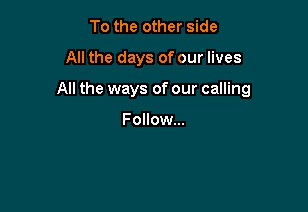 To the other side
All the days of our lives
All the ways of our calling
Follow...